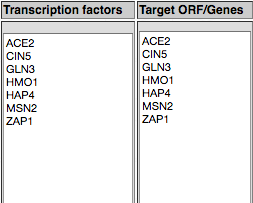 Transcription factors
Target ORF/Genes
ACE2
CIN5
GLN3
HMO1
HAP4
MSN2
ZAP1
ACE2
CIN5
GLN3
HMO1
HAP4
MSN2
ZAP1